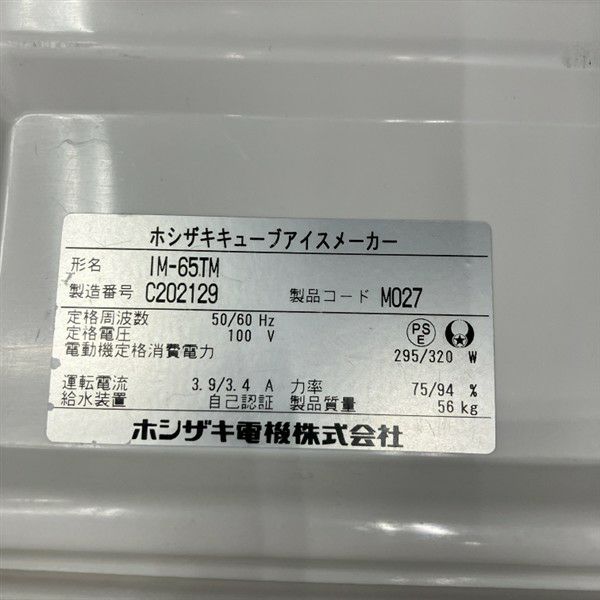 ホシザキキューブアイスメーカー
形名 IM-65TM
製造番号 C202129 製品コード M027
定格周波数 50/60 Hz
定格電圧 100 V
PS E
電動機定格消費電力 295/320 W
運転電流 3.9/3.4 A 力率 75/94 %
給水装置 自己認証 製品質量 56 kg
ホシザキ電機株式会社